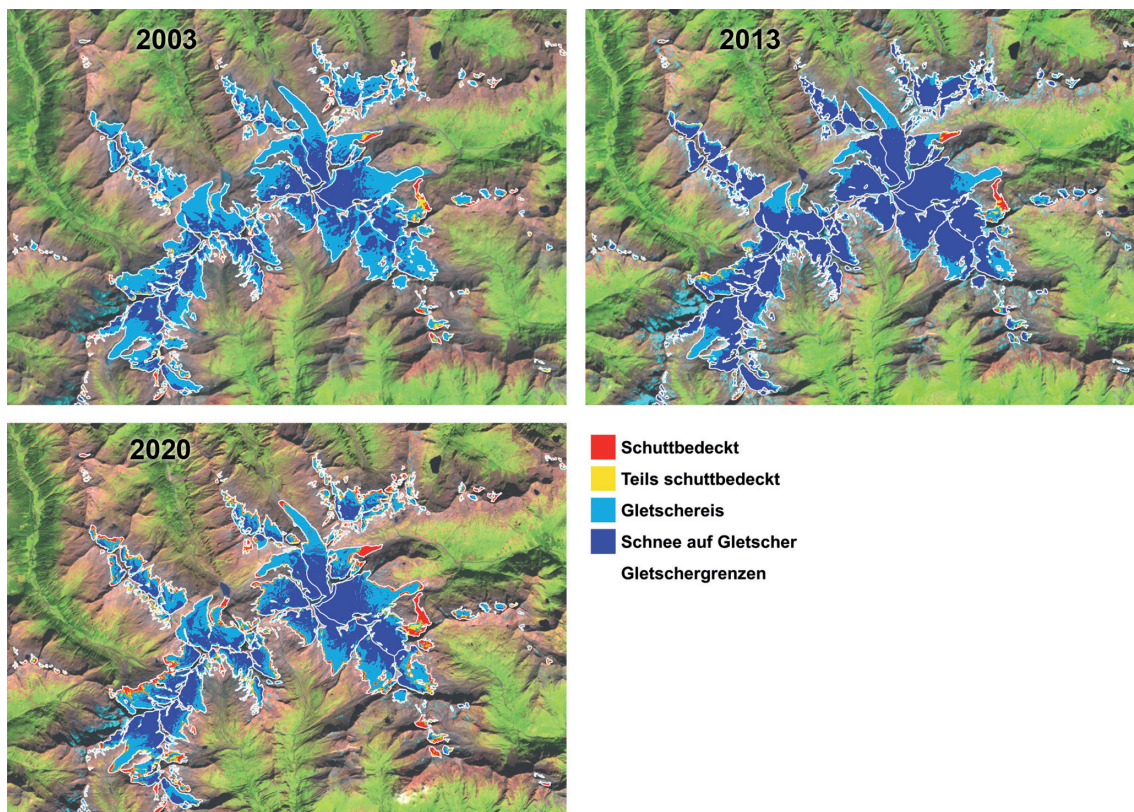 2003
2013
2020
Schuttbedeckt
Teils schuttbedeckt
Gletschereis
Schnee auf Gletscher
Gletschergrenzen